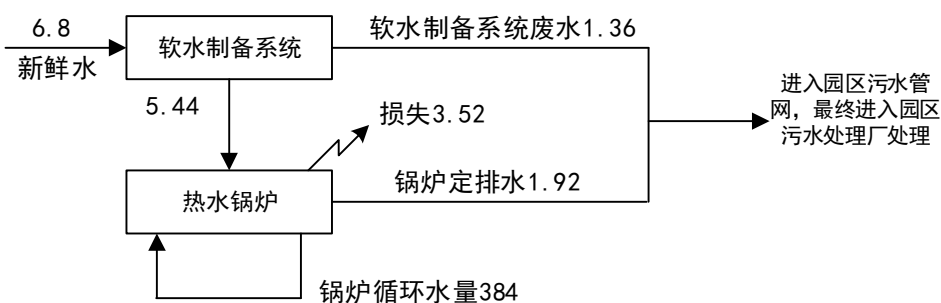 6.8
新鲜水
软水制备系统
软水制备系统废水1.36
5.44
损失3.52
进入园区污水管
网，最终进入园区
污水处理厂处理
热水锅炉
锅炉定排水1.92
锅炉循环水量384